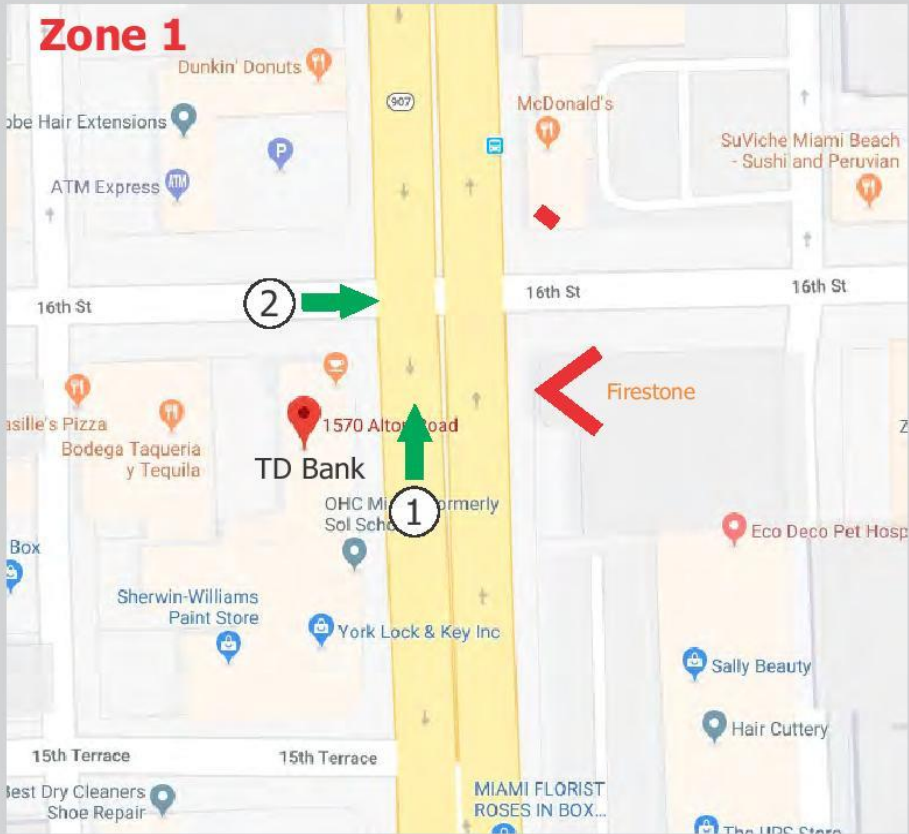 Zone 1
Dunkin' Donuts
907
McDonald's
obe Hair Extensions
P
SuViche Miami Beach
- Sushi and Peruvian
ATM Express
ATM
16th St
2
16th St
16th St
Firestone
asille's Pizza
1570 Alton Road
Bodega Taqueria
y Tequila
TD Bank
OHC Mi
ormerly
Sol Scho
1
Eco Deco Pet Hosp
Box
Sherwin-Williams
Paint Store
York Lock & Key Inc
Sally Beauty
Hair Cuttery
15th Terrace
15th Terrace
Best Dry Cleaners
Shoe Repair
MIAMI FLORIST
ROSES IN BOX...
The UPS Store